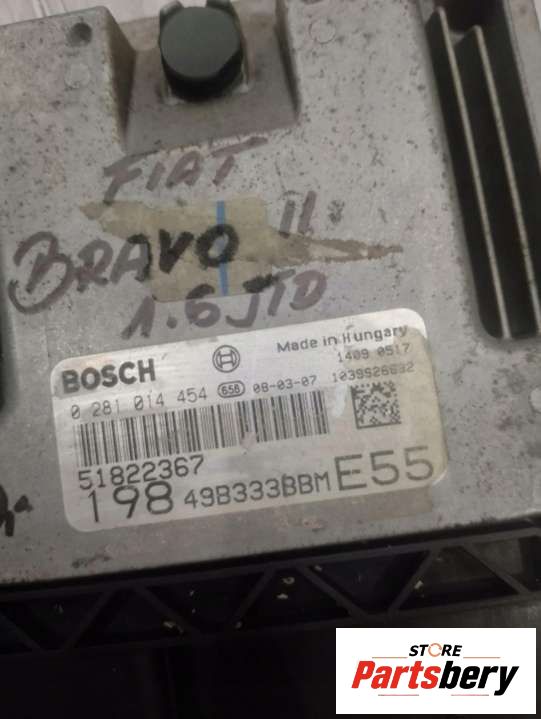 FIAT
BRAVO II
1.6 JTD
BOSCH
Made in Hungary
1409 0517
0 281 014 454 656 08-03-07 1039S26632
51822367
198 49B333BBM E55
STORE
Partsbery